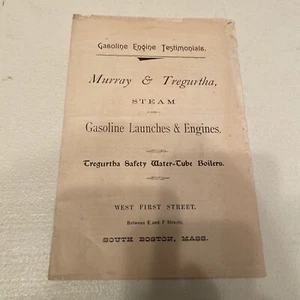 Gasoline Engine Testimonials.
Murray & Tregurtha,
STEAM
Gasoline Launches & Engines.
Tregurtha Safety Water-Tube Boilers.
WEST FIRST STREET,
Between E and F Streets,
SOUTH BOSTON, MASS.